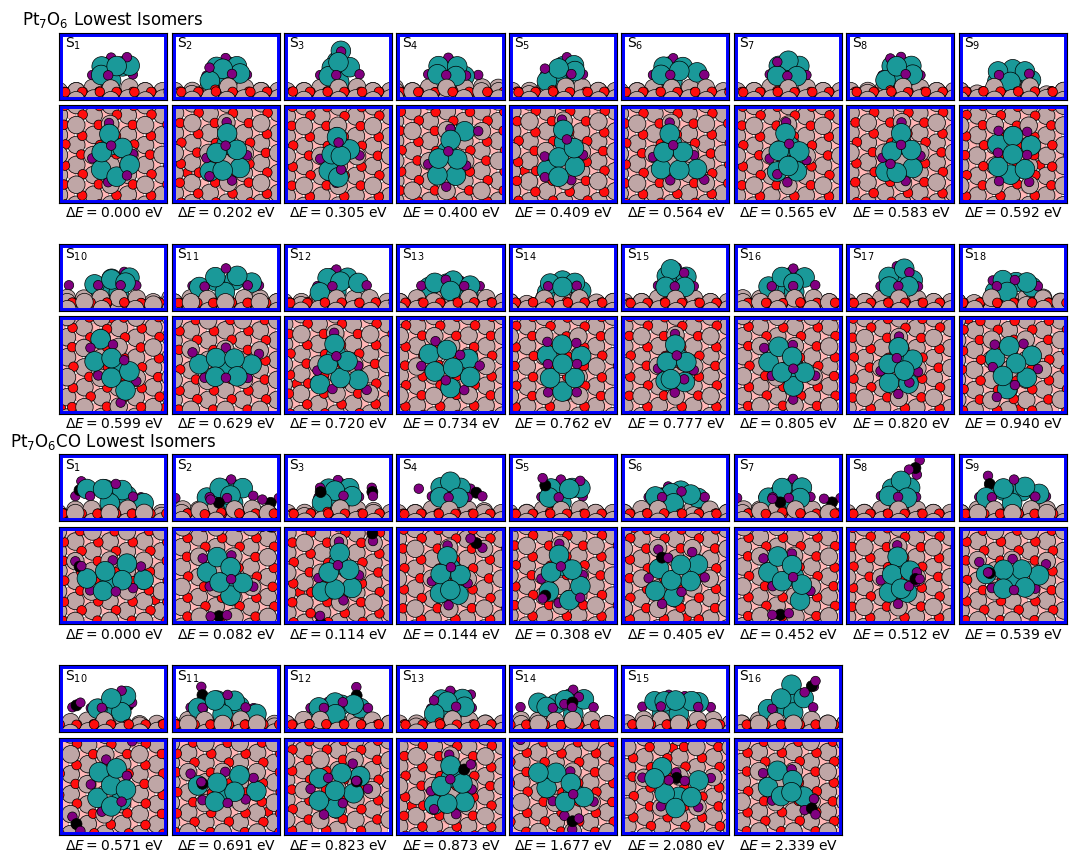 Pt₇O₆ Lowest Isomers
S₁ S₂ S₃ S₄ S₅ S₆ S₇ S₈ S₉
ΔE = 0.000 eV ΔE = 0.202 eV ΔE = 0.305 eV ΔE = 0.400 eV ΔE = 0.409 eV ΔE = 0.564 eV ΔE = 0.565 eV ΔE = 0.583 eV ΔE = 0.592 eV
S₁₀ S₁₁ S₁₂ S₁₃ S₁₄ S₁₅ S₁₆ S₁₇ S₁₈
ΔE = 0.599 eV ΔE = 0.629 eV ΔE = 0.720 eV ΔE = 0.734 eV ΔE = 0.762 eV ΔE = 0.777 eV ΔE = 0.805 eV ΔE = 0.820 eV ΔE = 0.940 eV
Pt₇O₆CO Lowest Isomers
S₁ S₂ S₃ S₄ S₅ S₆ S₇ S₈ S₉
ΔE = 0.000 eV ΔE = 0.082 eV ΔE = 0.114 eV ΔE = 0.144 eV ΔE = 0.308 eV ΔE = 0.405 eV ΔE = 0.452 eV ΔE = 0.512 eV ΔE = 0.539 eV
S₁₀ S₁₁ S₁₂ S₁₃ S₁₄ S₁₅ S₁₆
ΔE = 0.571 eV ΔE = 0.691 eV ΔE = 0.823 eV ΔE = 0.873 eV ΔE = 1.677 eV ΔE = 2.080 eV ΔE = 2.339 eV